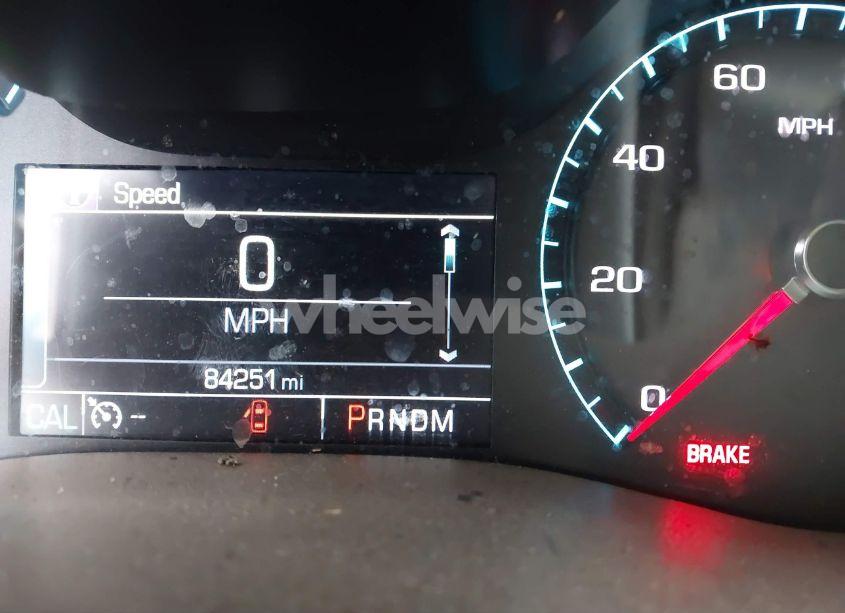 Speed
0
MPH
84251 mi
CAL
--
PRNDM
60
MPH
40
20
0
BRAKE
wheelwise